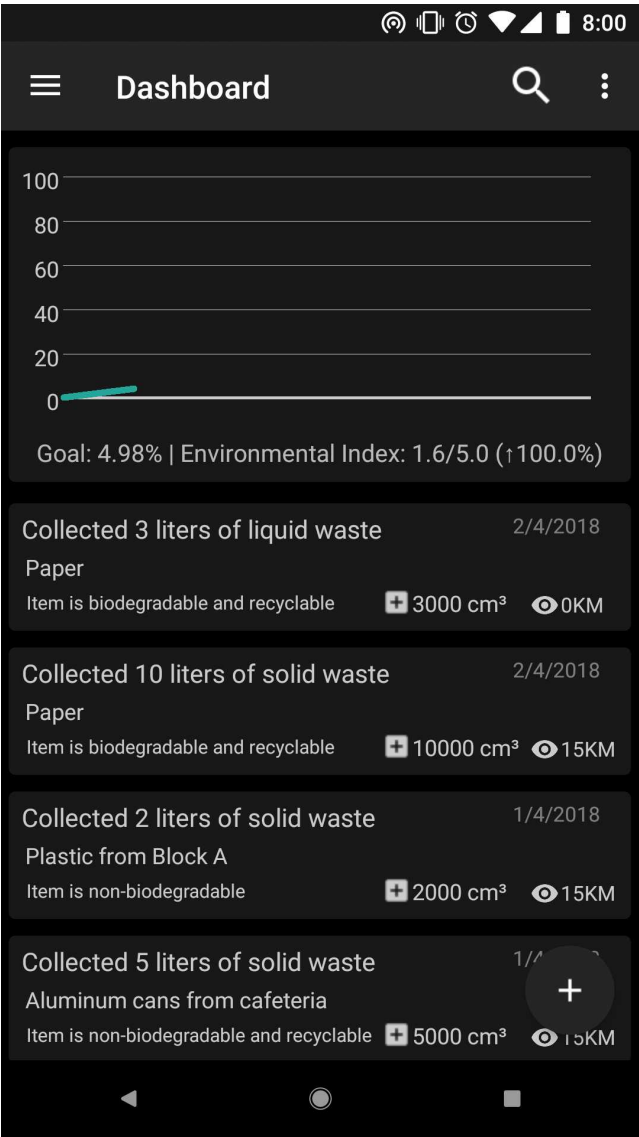 8:00
Dashboard
100
80
60
40
20
0
Goal: 4.98% | Environmental Index: 1.6/5.0 (↑100.0%)
Collected 3 liters of liquid waste 2/4/2018
Paper
Item is biodegradable and recyclable 3000 cm³ 0KM
Collected 10 liters of solid waste 2/4/2018
Paper
Item is biodegradable and recyclable 10000 cm³ 15KM
Collected 2 liters of solid waste 1/4/2018
Plastic from Block A
Item is non-biodegradable 2000 cm³ 15KM
Collected 5 liters of solid waste
Aluminum cans from cafeteria
Item is non-biodegradable and recyclable 5000 cm³ 15KM